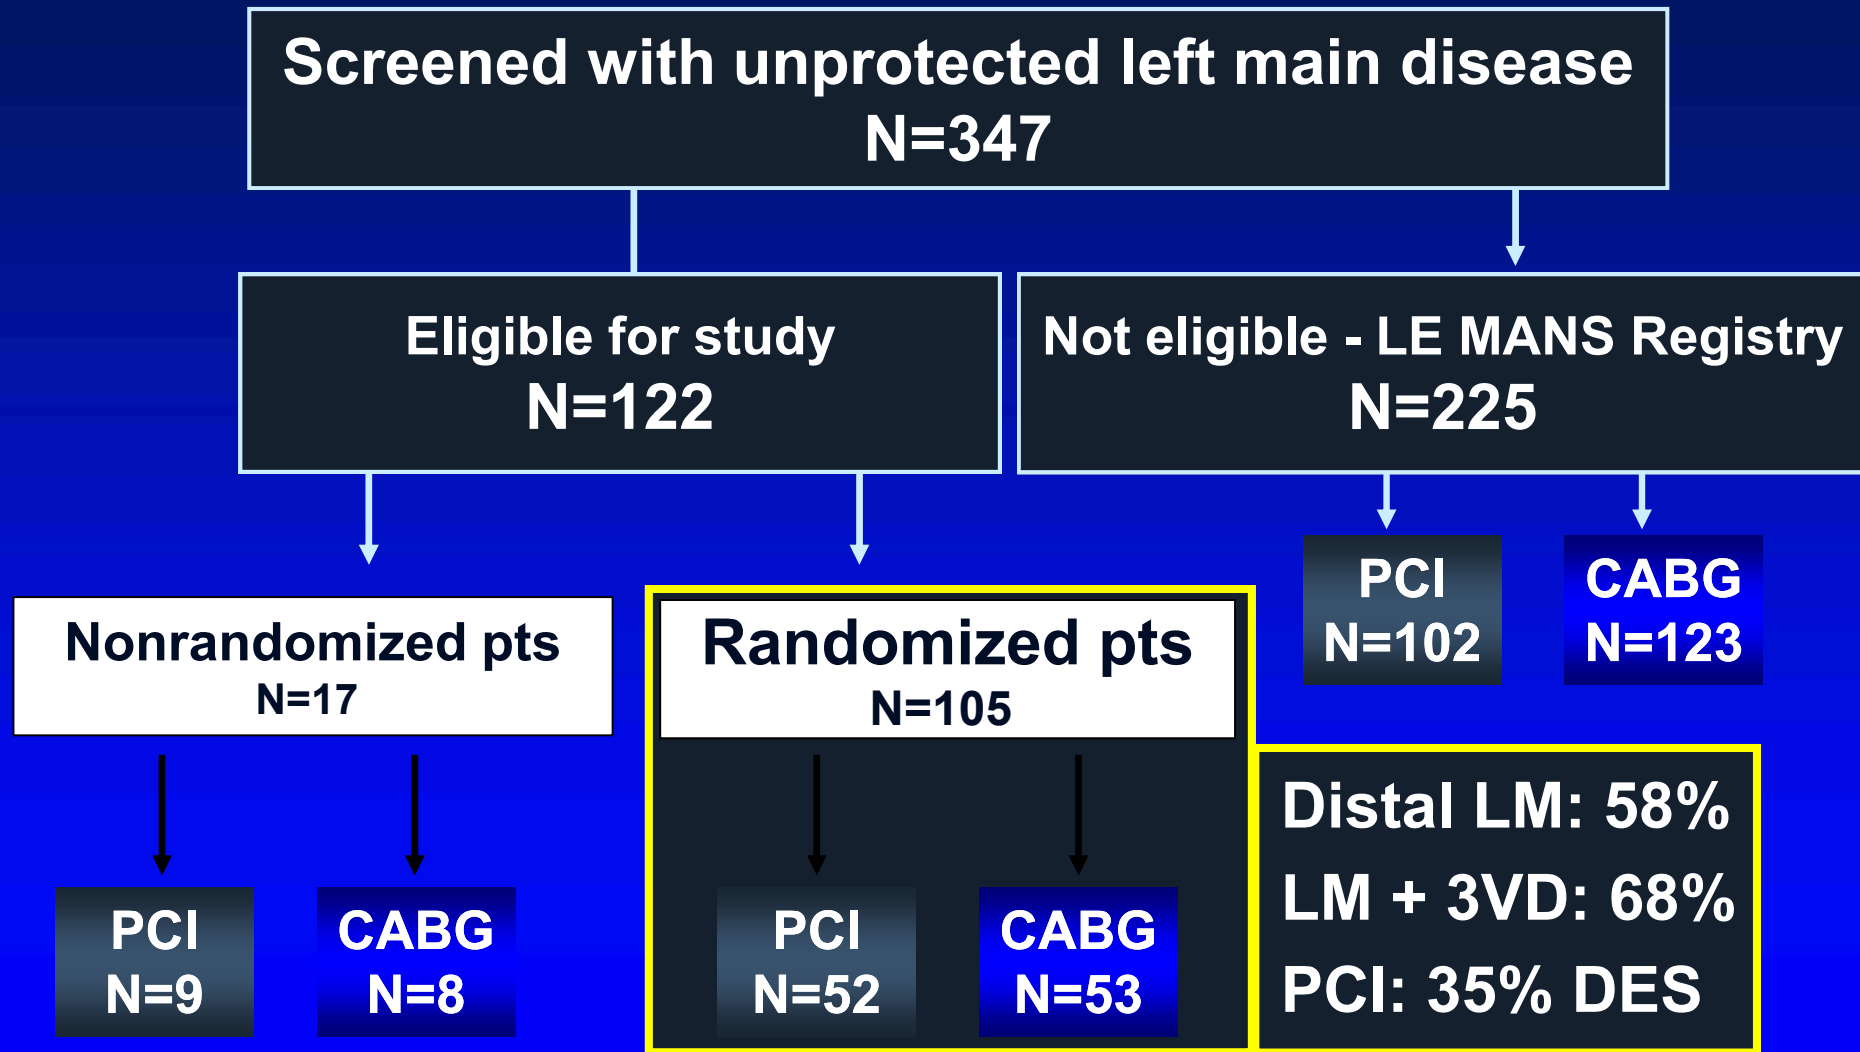 Screened with unprotected left main disease
N=347
Eligible for study
N=122
Not eligible - LE MANS Registry
N=225
PCI
N=102
CABG
N=123
Nonrandomized pts
N=17
Randomized pts
N=105
PCI
N=9
CABG
N=8
PCI
N=52
CABG
N=53
Distal LM: 58%
LM + 3VD: 68%
PCI: 35% DES